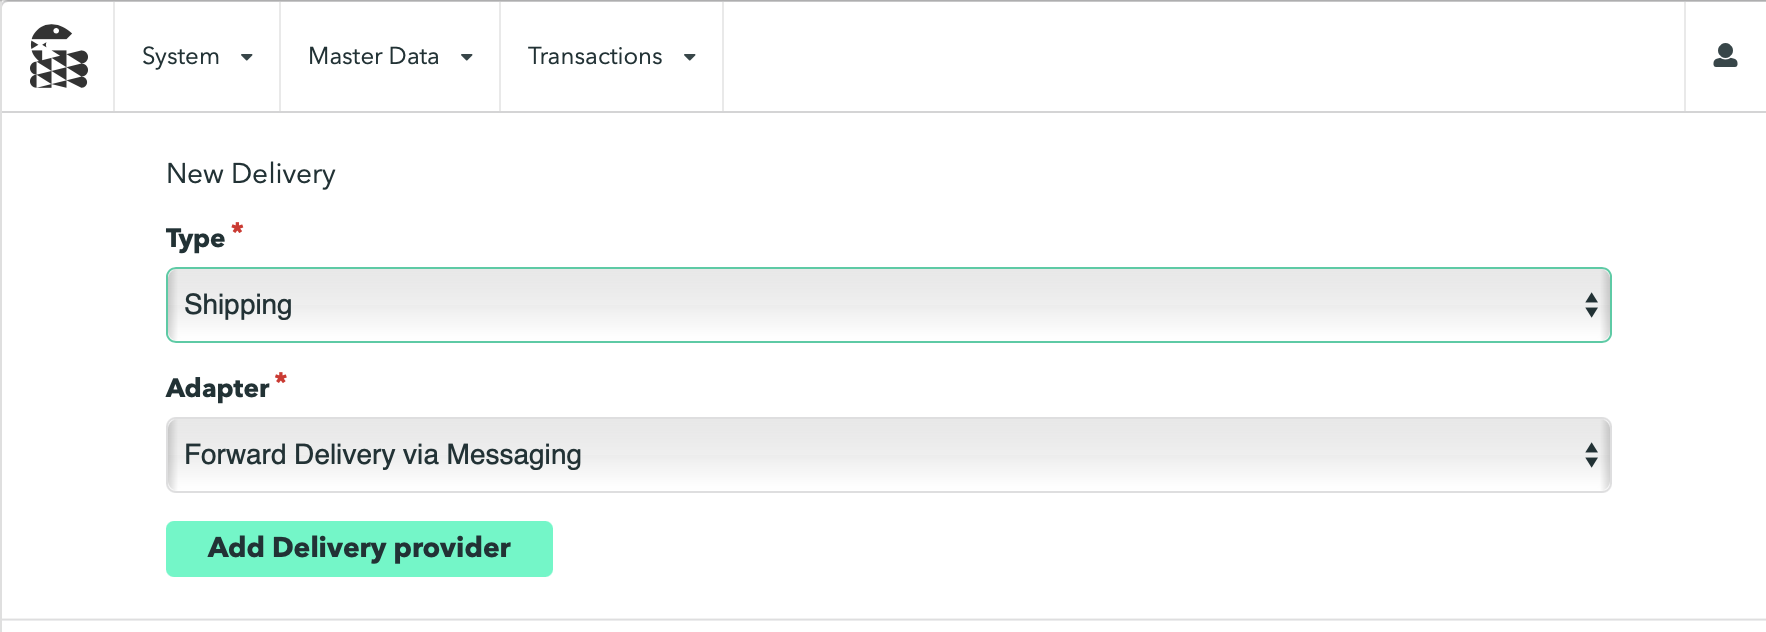 System
Master Data
Transactions
New Delivery
Type *
Shipping
Adapter *
Forward Delivery via Messaging
Add Delivery provider